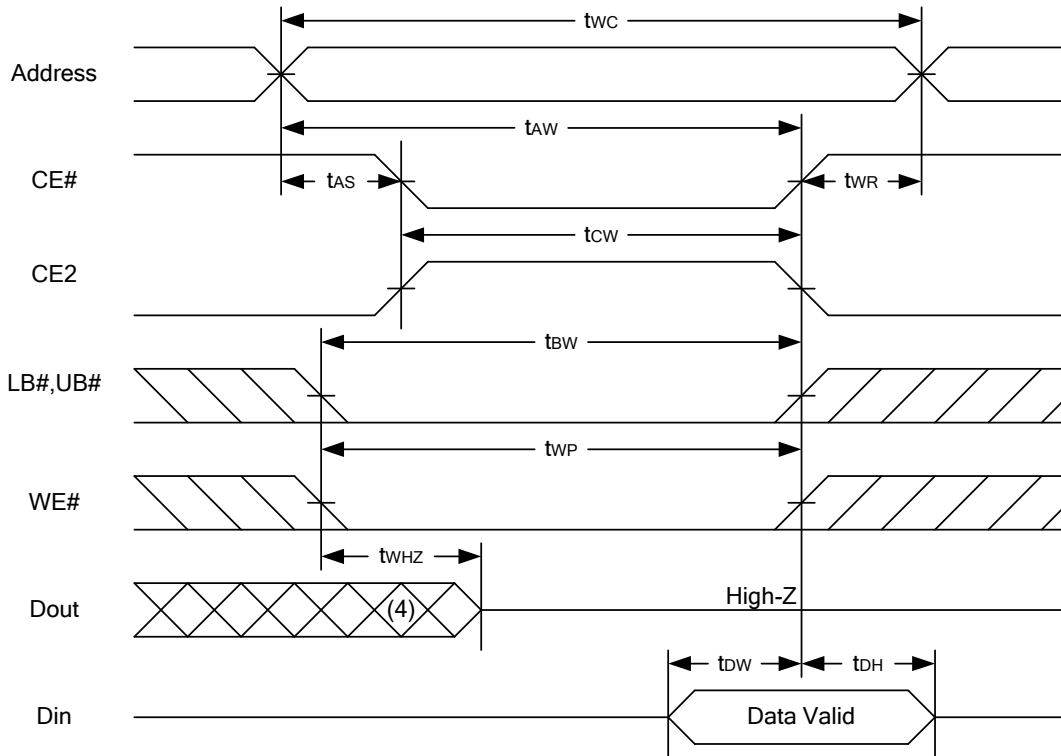 tWC
Address
tAW
CE#
tAS
tWR
tCW
CE2
tBW
LB#,UB#
tWP
WE#
tWHZ
Dout
(4)
High-Z
tDW
tDH
Din
Data Valid